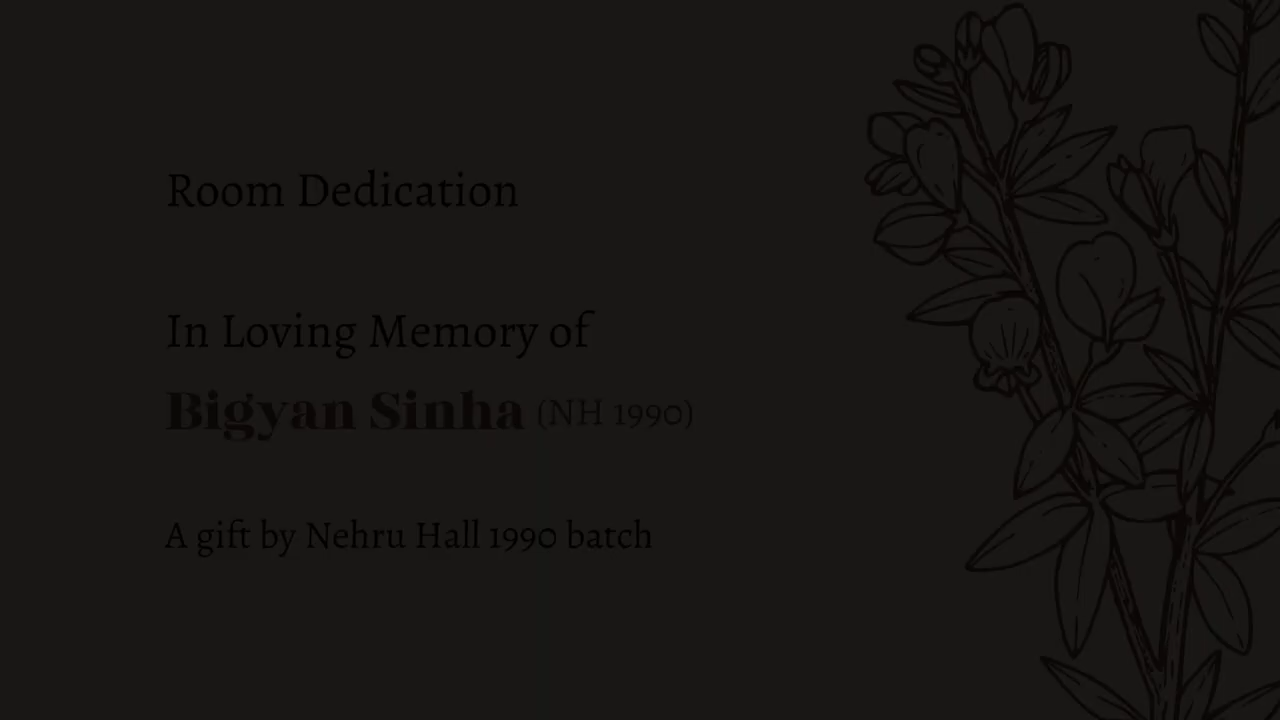 Room Dedication
In Loving Memory of
Bigyan Sinha (NH 1990)
A gift by Nehru Hall 1990 batch